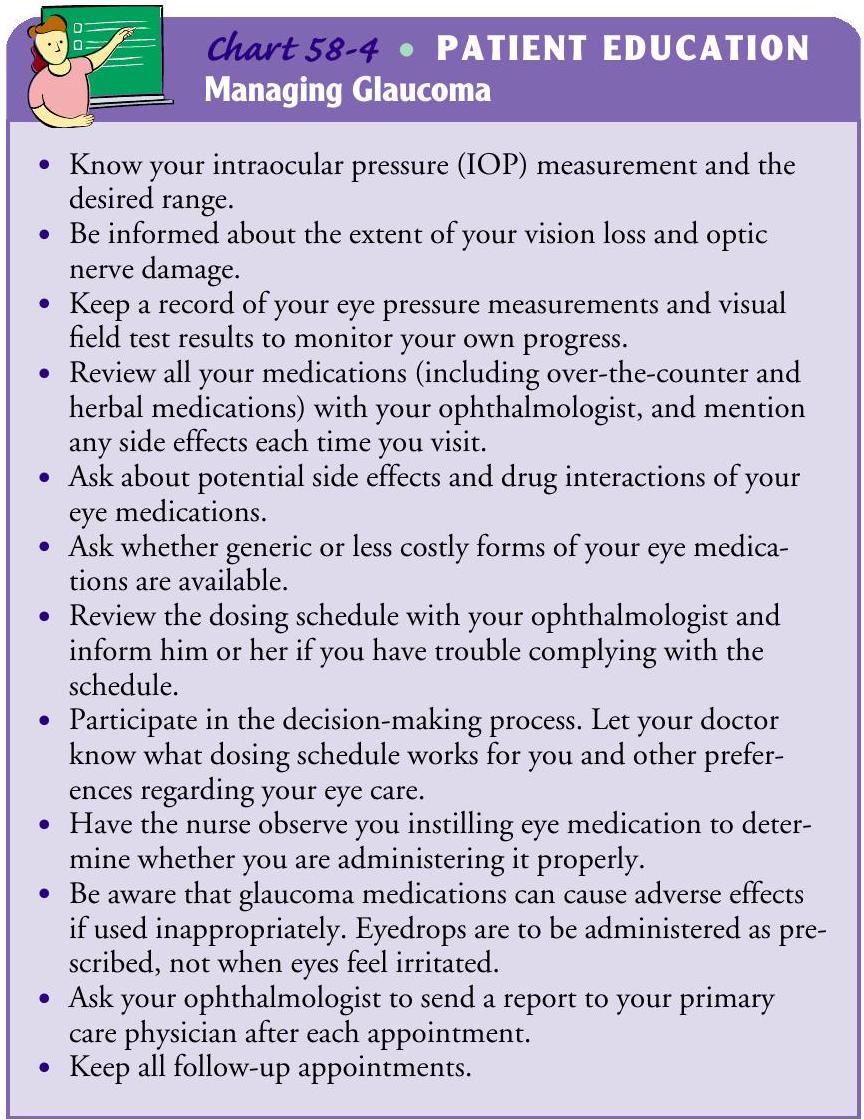 Chart 58-4 • PATIENT EDUCATION
Managing Glaucoma
• Know your intraocular pressure (IOP) measurement and the
desired range.
• Be informed about the extent of your vision loss and optic
nerve damage.
• Keep a record of your eye pressure measurements and visual
field test results to monitor your own progress.
• Review all your medications (including over-the-counter and
herbal medications) with your ophthalmologist, and mention
any side effects each time you visit.
• Ask about potential side effects and drug interactions of your
eye medications.
• Ask whether generic or less costly forms of your eye medica-
tions are available.
• Review the dosing schedule with your ophthalmologist and
inform him or her if you have trouble complying with the
schedule.
• Participate in the decision-making process. Let your doctor
know what dosing schedule works for you and other prefer-
ences regarding your eye care.
• Have the nurse observe you instilling eye medication to deter-
mine whether you are administering it properly.
• Be aware that glaucoma medications can cause adverse effects
if used inappropriately. Eyedrops are to be administered as pre-
scribed, not when eyes feel irritated.
• Ask your ophthalmologist to send a report to your primary
care physician after each appointment.
• Keep all follow-up appointments.